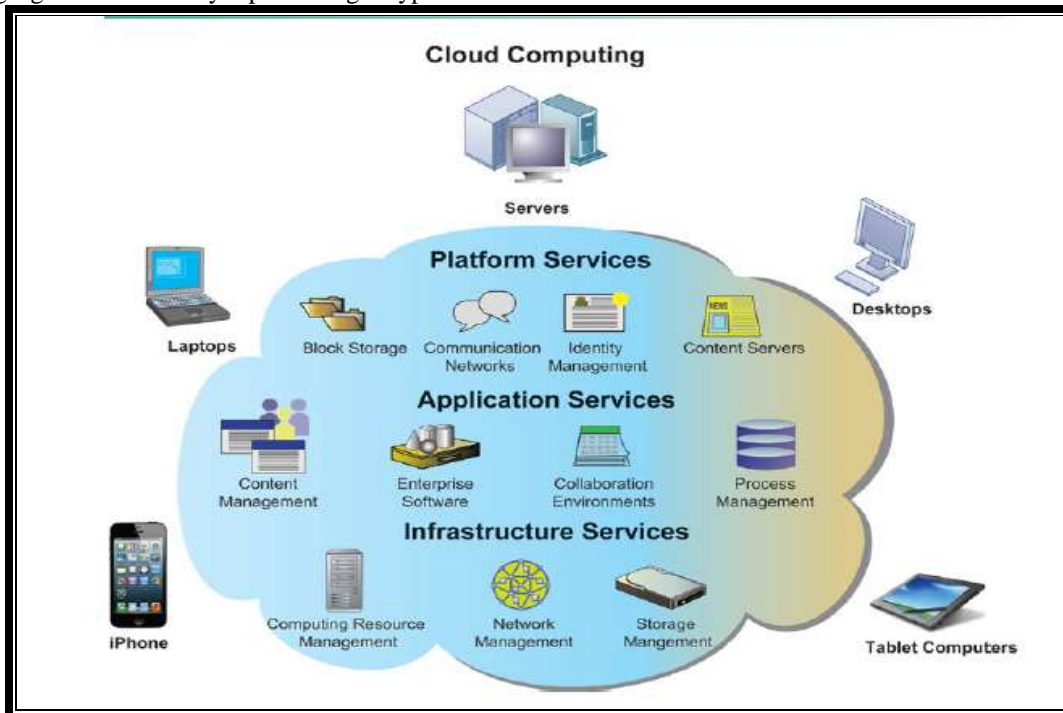 Cloud Computing
Servers
Platform Services
Laptops
Desktops
Block Storage
Communication
Networks
Identity
Management
NEWS
Content Servers
Application Services
Content
Management
Enterprise
Software
Collaboration
Environments
Process
Management
Infrastructure Services
iPhone
Computing Resource
Management
Network
Management
Storage
Mangement
Tablet Computers